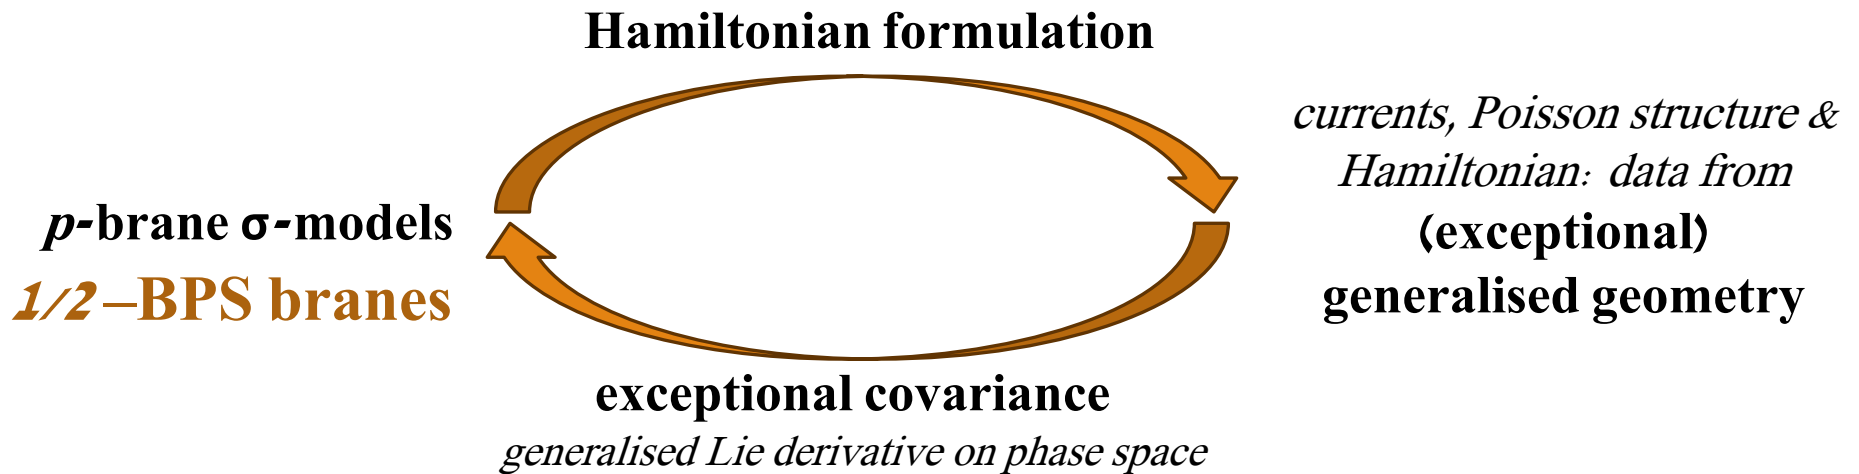 Hamiltonian formulation
p-brane σ-models
1/2 –BPS branes
currents, Poisson structure &
Hamiltonian: data from
(exceptional)
generalised geometry
exceptional covariance
generalised Lie derivative on phase space